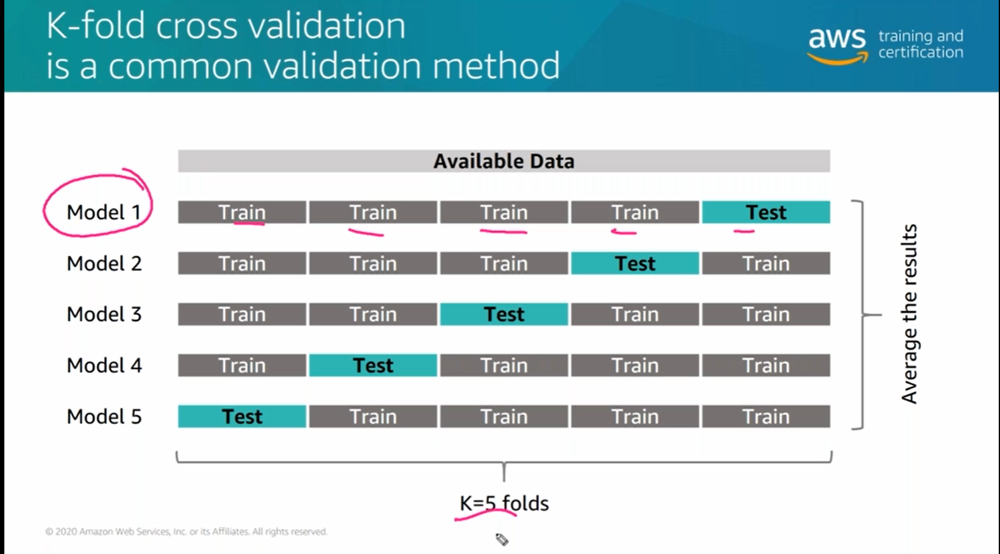 K-fold cross validation
is a common validation method
aws training and
certification
Available Data
Model 1 Train Train Train Train Test
Model 2 Train Train Train Test Train
Model 3 Train Train Test Train Train
Model 4 Train Test Train Train Train
Model 5 Test Train Train Train Train
Average the results
K=5 folds
© 2020 Amazon Web Services, Inc. or its Affiliates. All rights reserved.